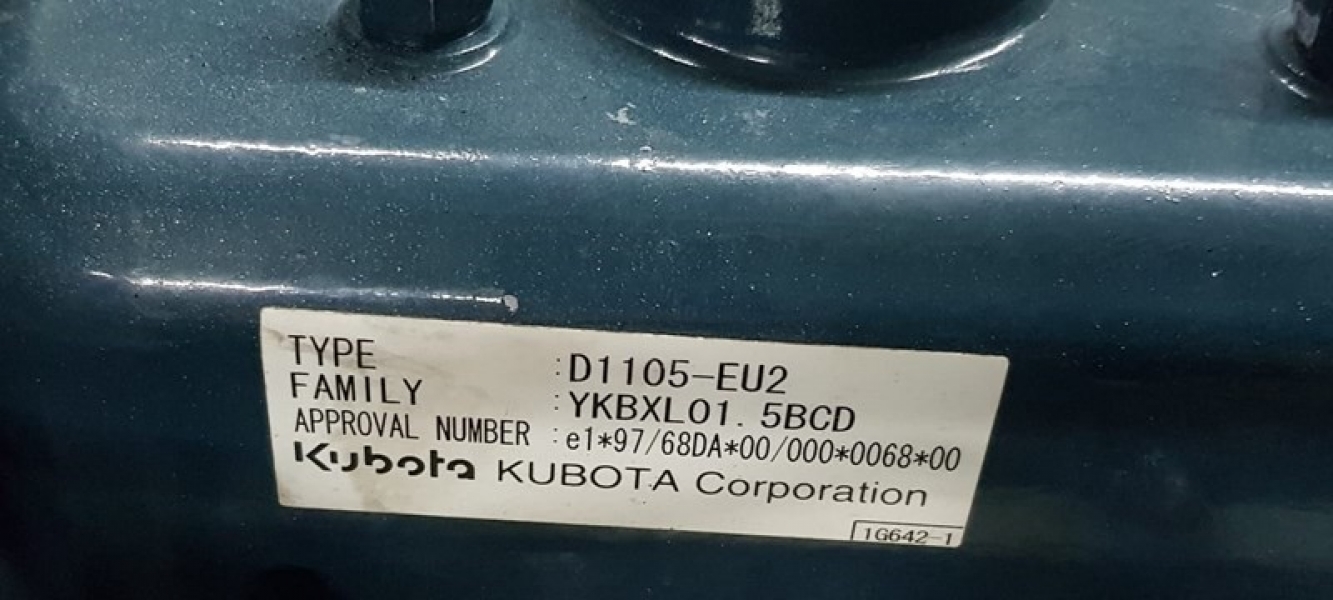 TYPE :D1105-EU2
FAMILY :YKBXL01.5BCD
APPROVAL NUMBER :e1*97/68DA*00/000*0068*00
Kubota KUBOTA Corporation
1G642-1